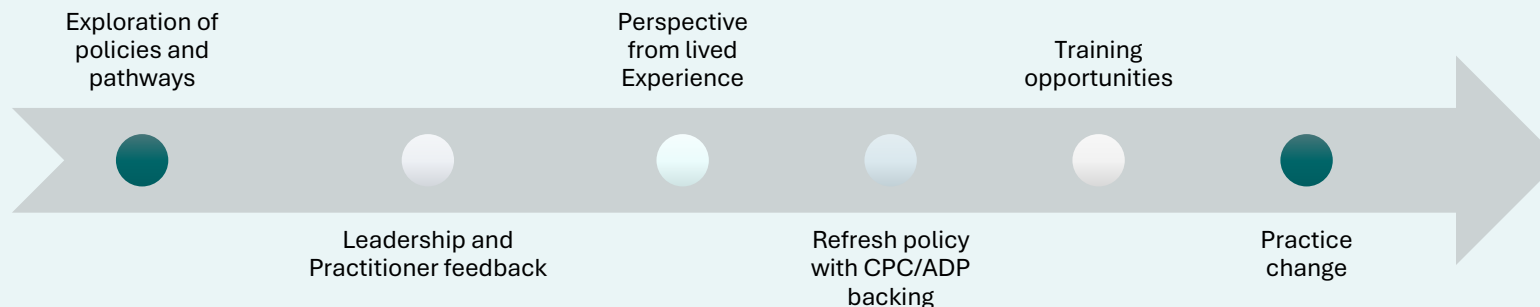 Exploration of
policies and
pathways
Leadership and
Practitioner feedback
Perspective
from lived
Experience
Refresh policy
with CPC/ADP
backing
Training
opportunities
Practice
change